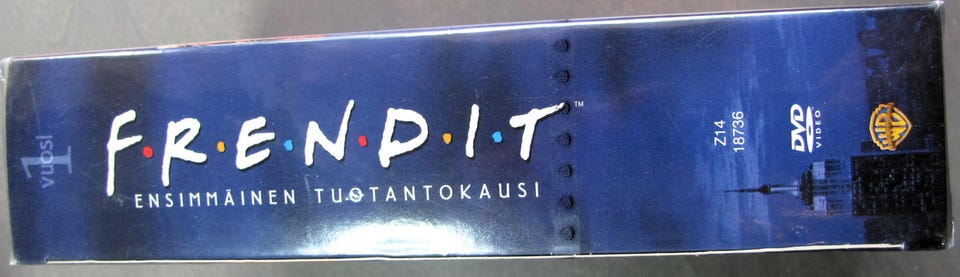 1 vuosi
F.R.E.N.D.I.T™
ENSIMMÄINEN TUOTANTOKAUSI
Z14
18736
DVD
VIDEO
WB